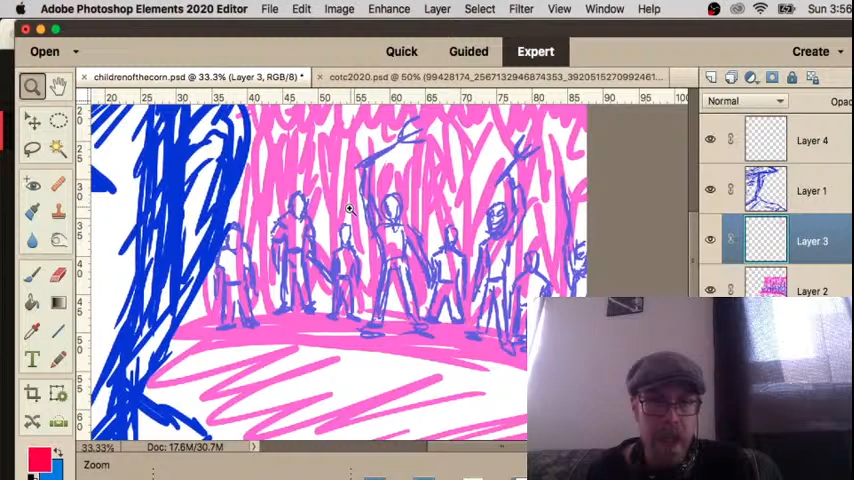 Adobe Photoshop Elements 2020 Editor File Edit Image Enhance Layer Select Filter View Window Help Sun 3:56
Open Quick Guided Expert Create
childrenofthecorn.psd @ 33.3% (Layer 3, RGB/8) *
cotc2020.psd @ 50% (99428174_2567132946874353_3920515270992461...
20 25 30 35 40 45 50 55 60 65 70 75 80 85 100
Normal Opac
Layer 4
Layer 1
Layer 3
Layer 2
33.33% Doc: 17.6M/30.7M
Zoom